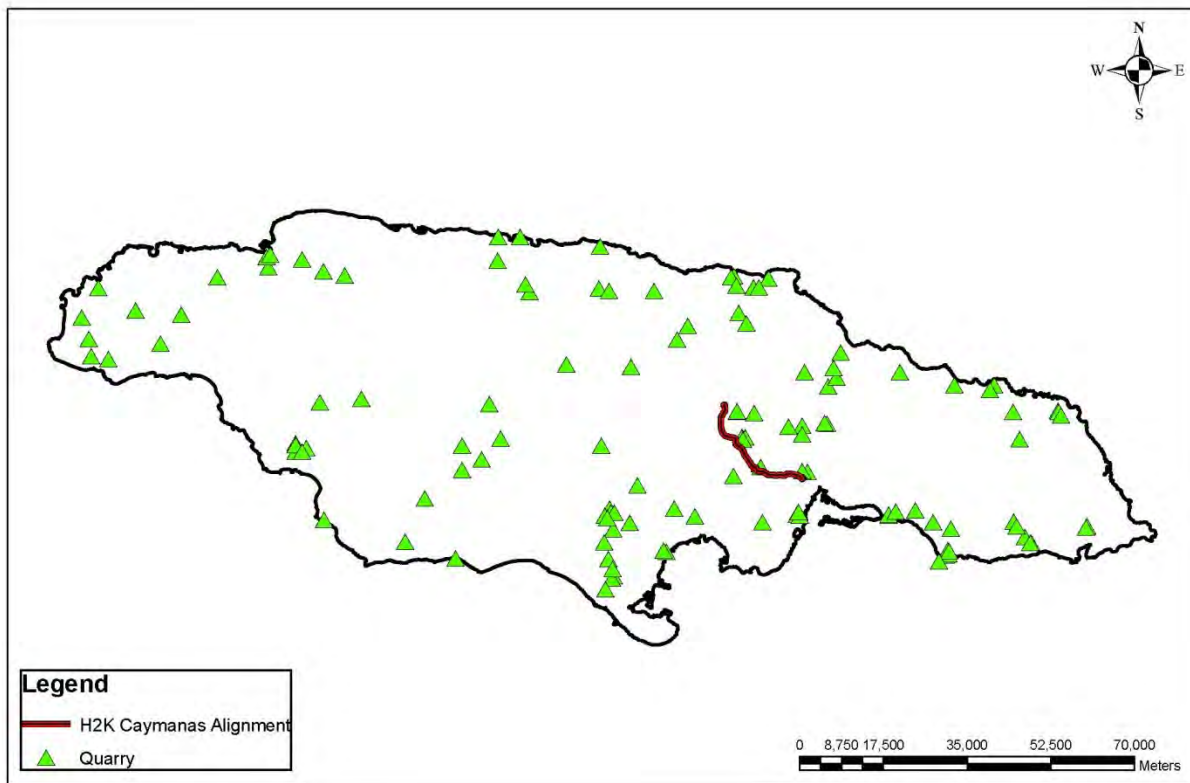 N
W E
S
Legend
H2K Caymanas Alignment
Quarry
0 8,750 17,500 35,000 52,500 70,000
Meters